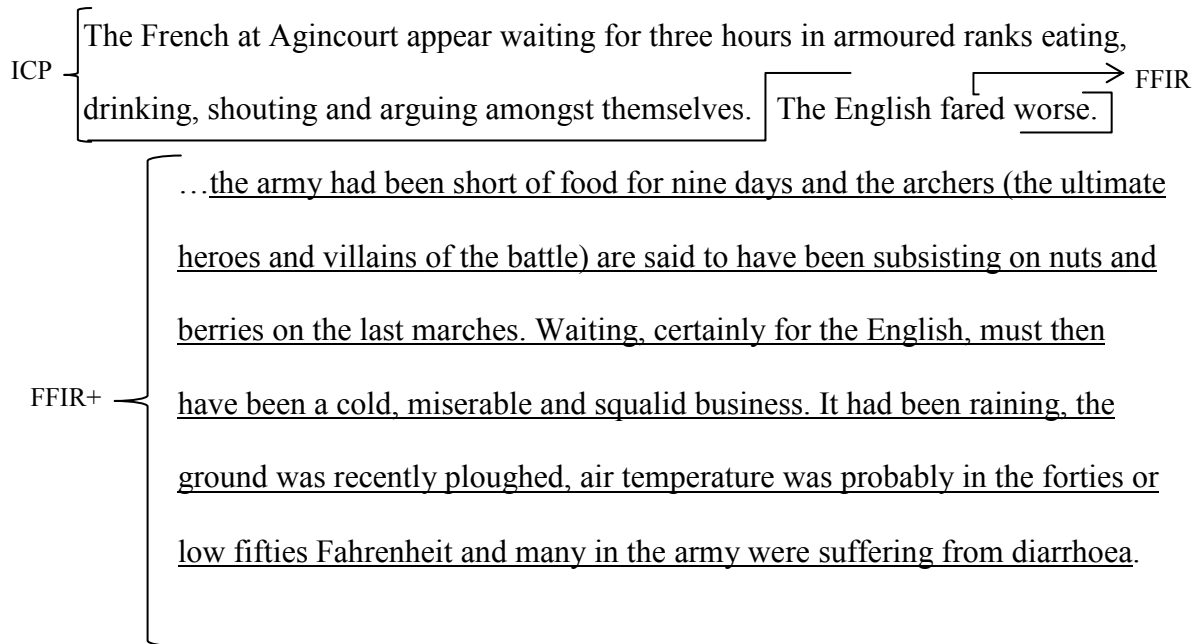 The French at Agincourt appear waiting for three hours in armoured ranks eating,
ICP
FFIR
drinking, shouting and arguing amongst themselves. The English fared worse.
…the army had been short of food for nine days and the archers (the ultimate
heroes and villains of the battle) are said to have been subsisting on nuts and
berries on the last marches. Waiting, certainly for the English, must then
FFIR+
have been a cold, miserable and squalid business. It had been raining, the
ground was recently ploughed, air temperature was probably in the forties or
low fifties Fahrenheit and many in the army were suffering from diarrhoea.